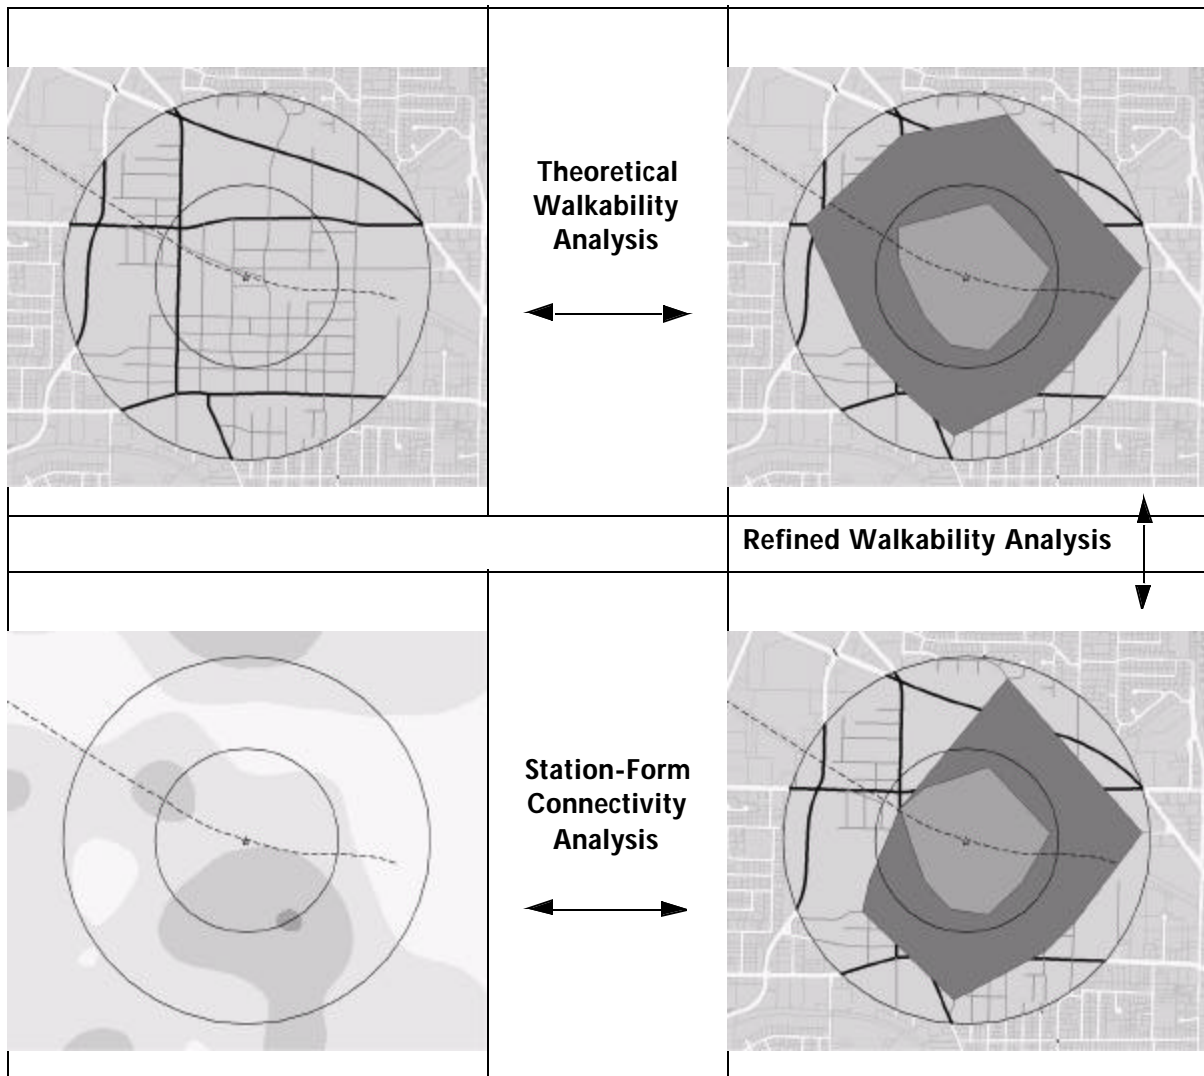 Theoretical
Walkability
Analysis
Refined Walkability Analysis
Station-Form
Connectivity
Analysis